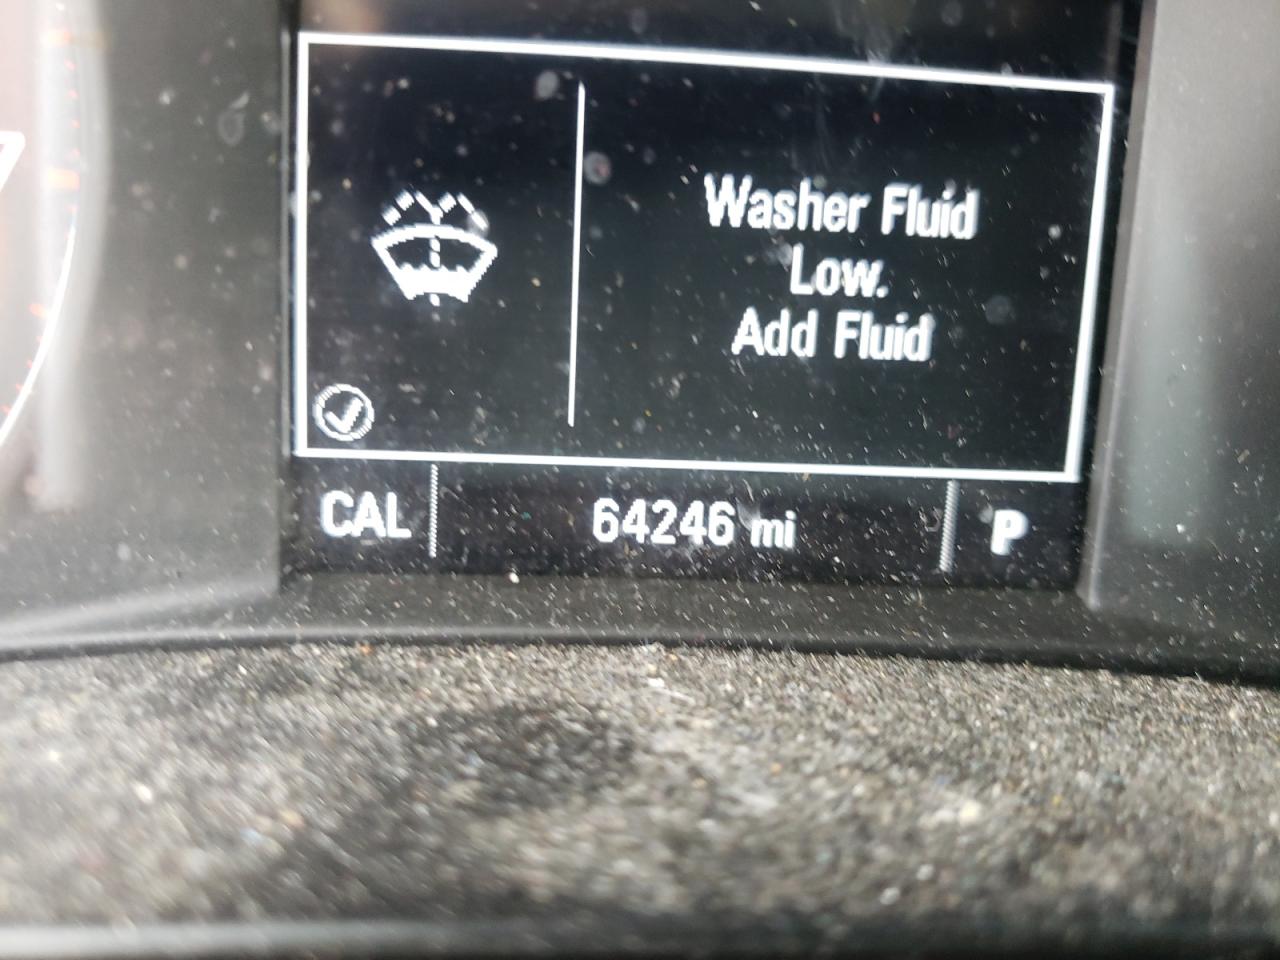 Washer Fluid
Low.
Add Fluid
CAL 64246 mi P